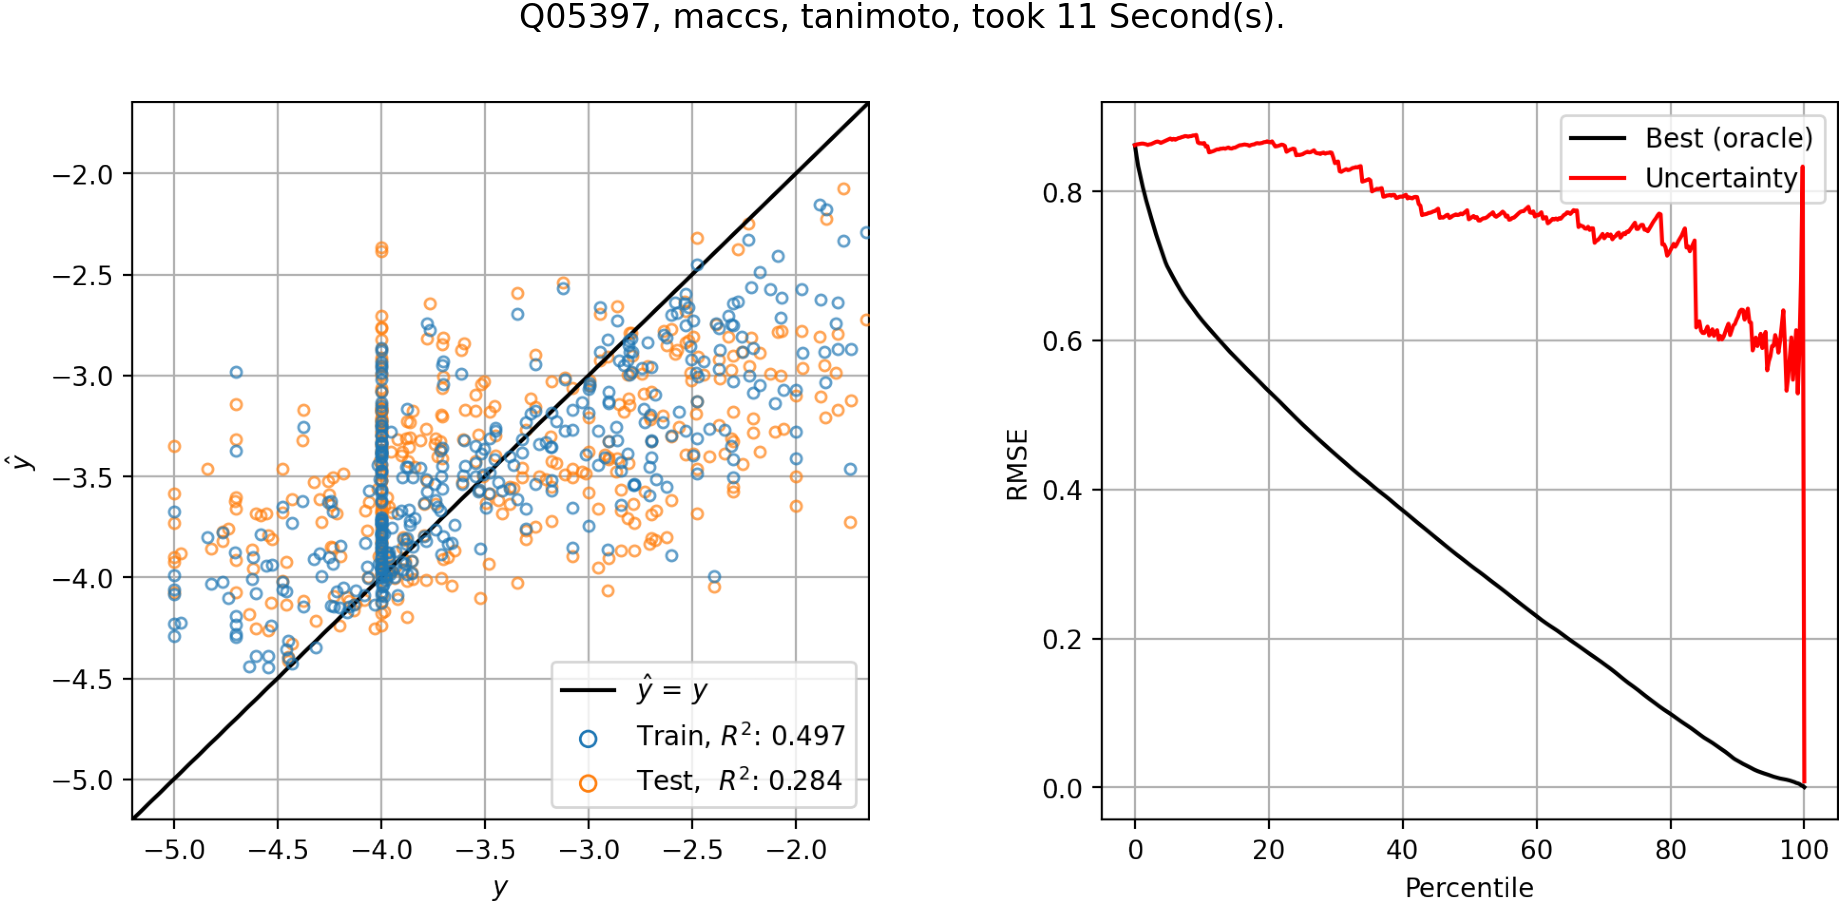 Q05397, maccs, tanimoto, took 11 Second(s).
−2.0
−2.5
−3.0
−3.5
−4.0
−4.5
−5.0
ŷ
−5.0 −4.5 −4.0 −3.5 −3.0 −2.5 −2.0
y
ŷ = y
Train, R²: 0.497
Test, R²: 0.284
0.8
0.6
0.4
0.2
0.0
RMSE
0 20 40 60 80 100
Percentile
Best (oracle)
Uncertainty